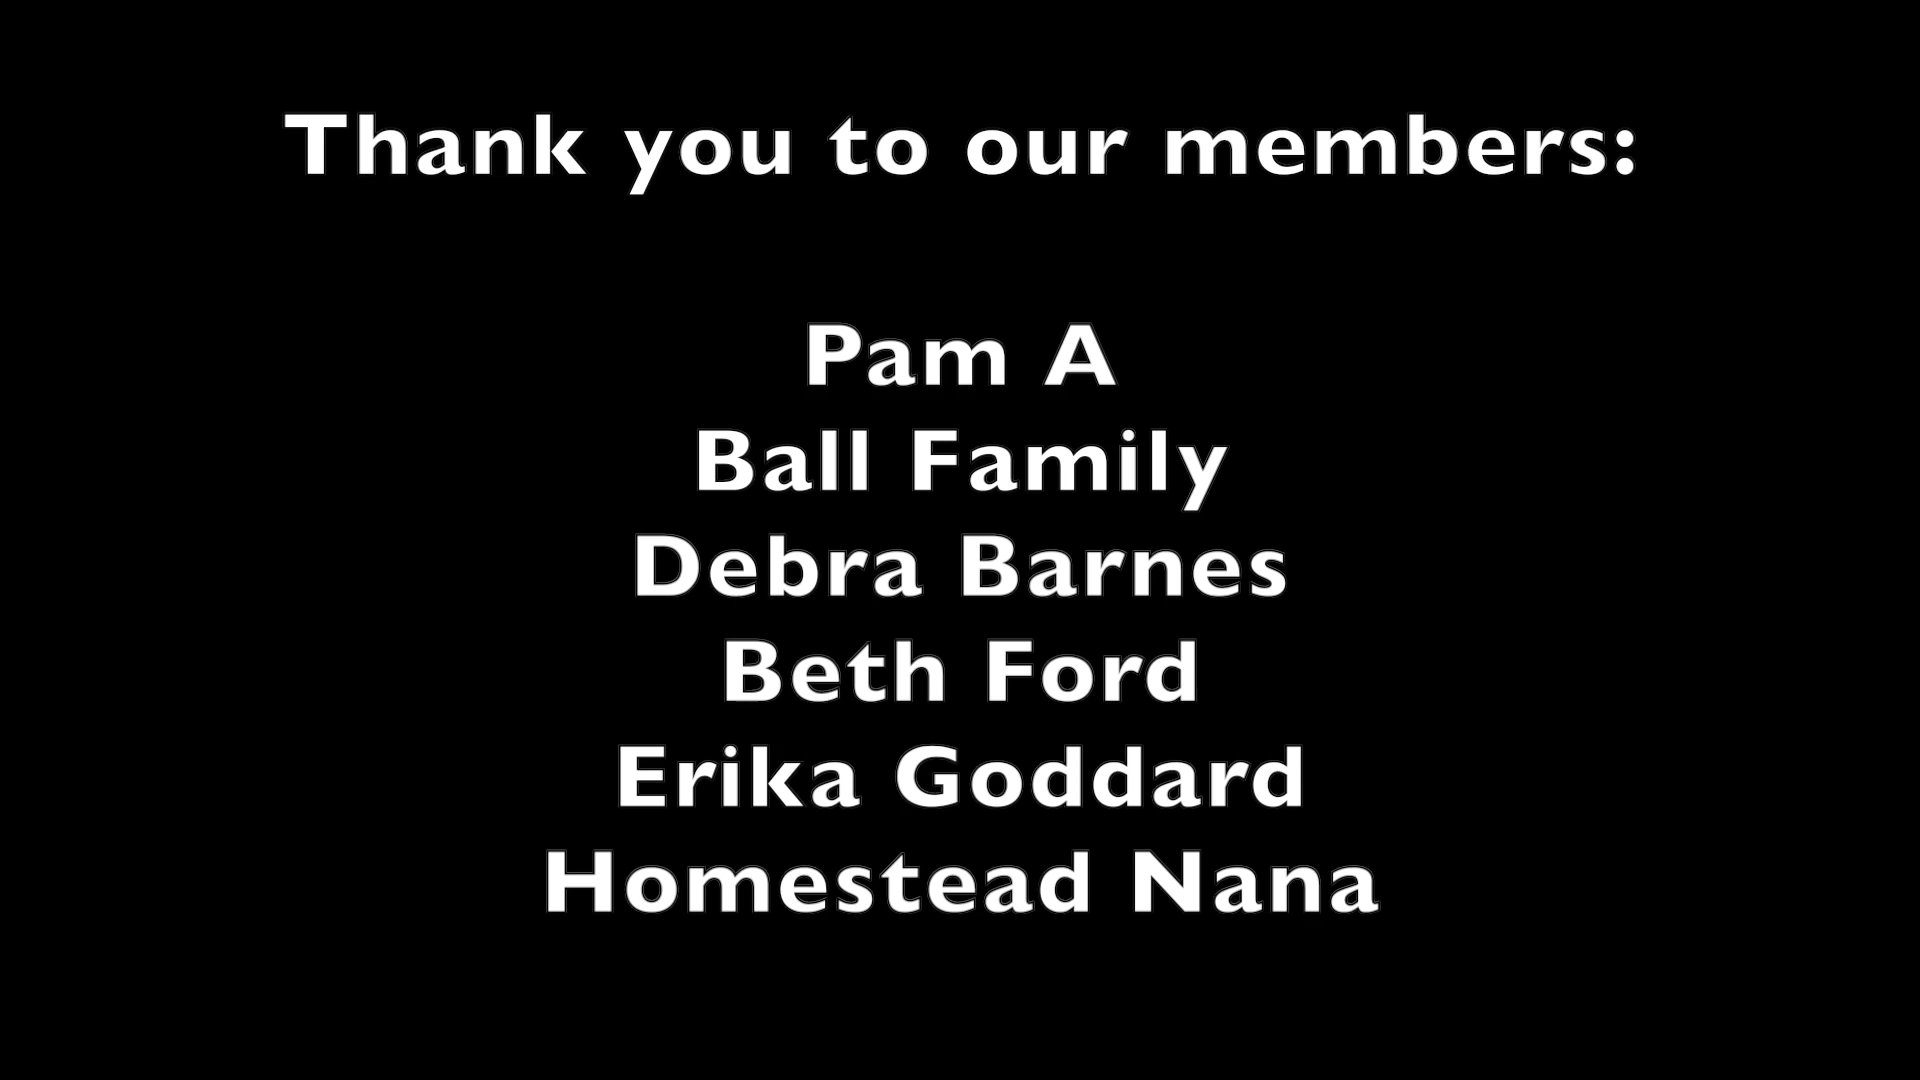 Thank you to our members:
Pam A
Ball Family
Debra Barnes
Beth Ford
Erika Goddard
Homestead Nana